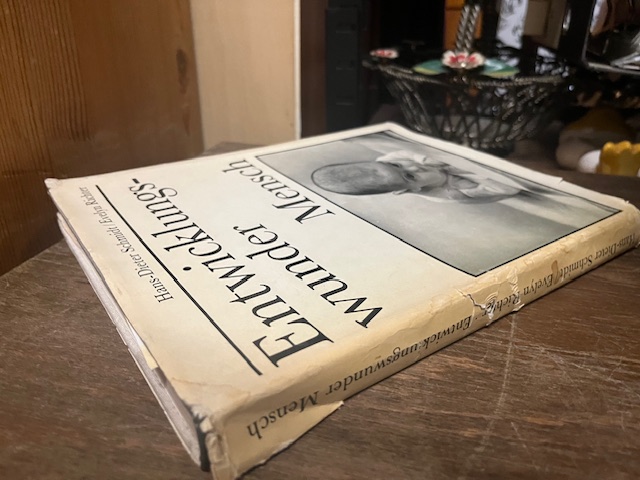 Hans-Dieter Schmidt/Evelyn Richter
Entwicklungs-
wunder
Mensch
Hans-Dieter Schmidt/Evelyn Richter Entwicklungswunder Mensch